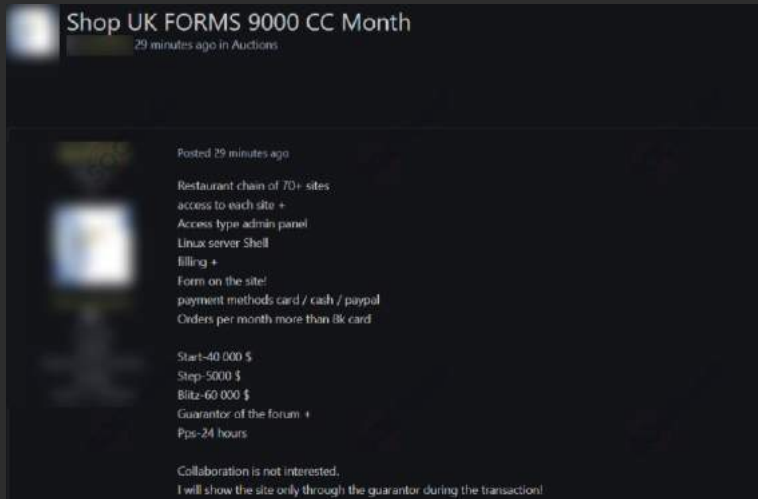 Shop UK FORMS 9000 CC Month
29 minutes ago in Auctions
Posted 29 minutes ago
Restaurant chain of 70+ sites
access to each site +
Access type admin panel
Linux server Shell
filling +
Form on the site!
payment methods card / cash / paypal
Orders per month more than 8k card
Start-40 000 $
Step-5000 $
Blitz-60 000 $
Guarantor of the forum +
Pps-24 hours
Collaboration is not interested.
I will show the site only through the guarantor during the transaction!